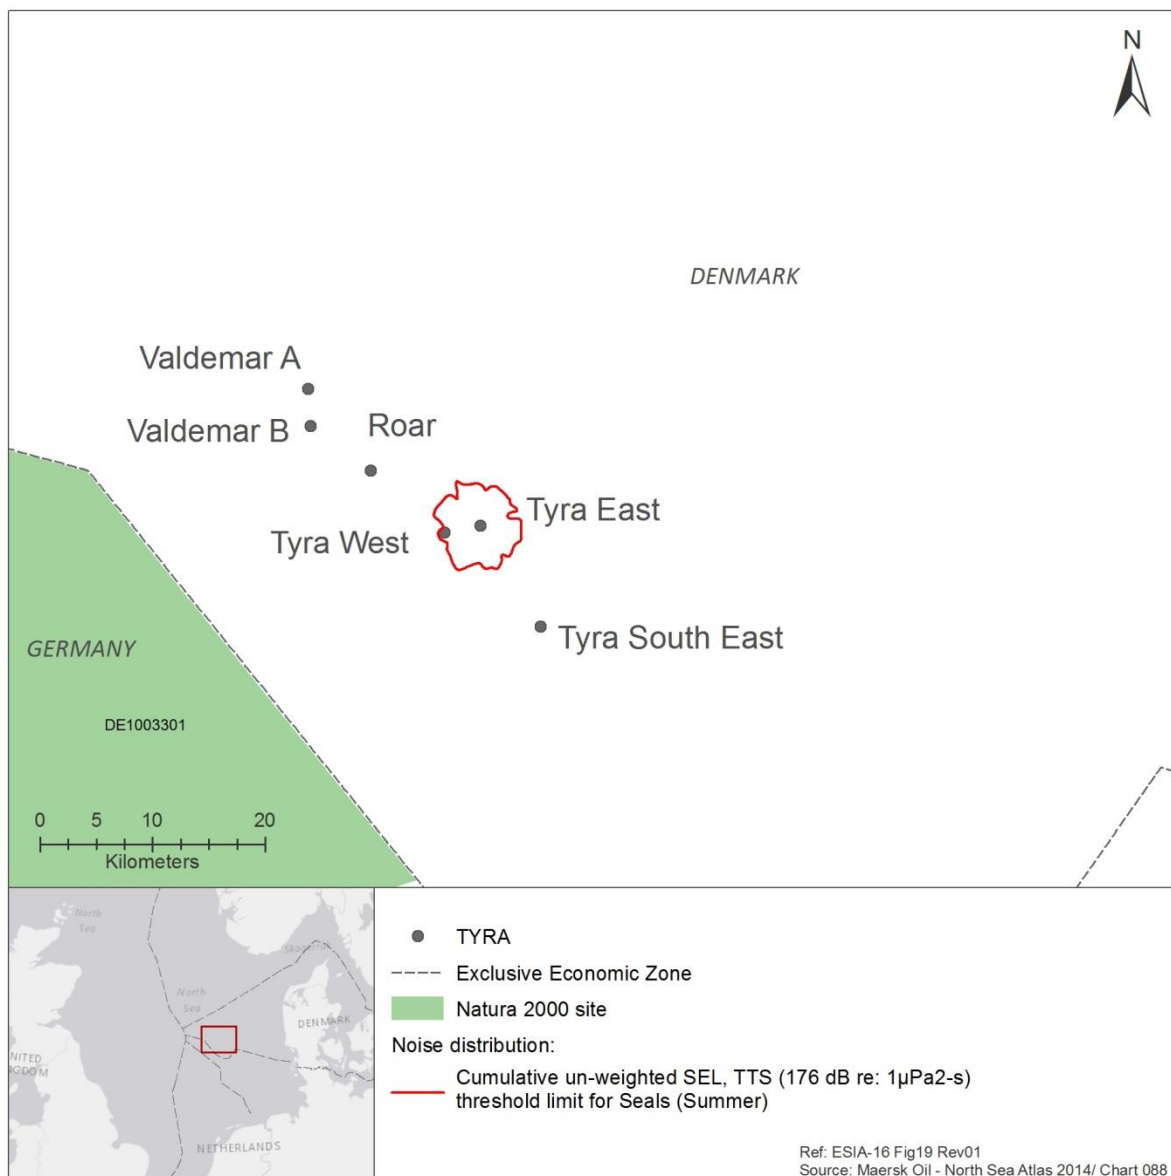 N
DENMARK
Valdemar A
Valdemar B
Roar
Tyra East
Tyra West
Tyra South East
GERMANY
DE1003301
0 5 10 20
Kilometers
North
Sea
Skagerrak
North
Sea
DENMARK
UNITED
KINGDOM
NETHERLANDS
TYRA
Exclusive Economic Zone
Natura 2000 site
Noise distribution:
Cumulative un-weighted SEL, TTS (176 dB re: 1µPa2-s)
threshold limit for Seals (Summer)
Ref: ESIA-16 Fig19 Rev01
Source: Maersk Oil - North Sea Atlas 2014/ Chart 088